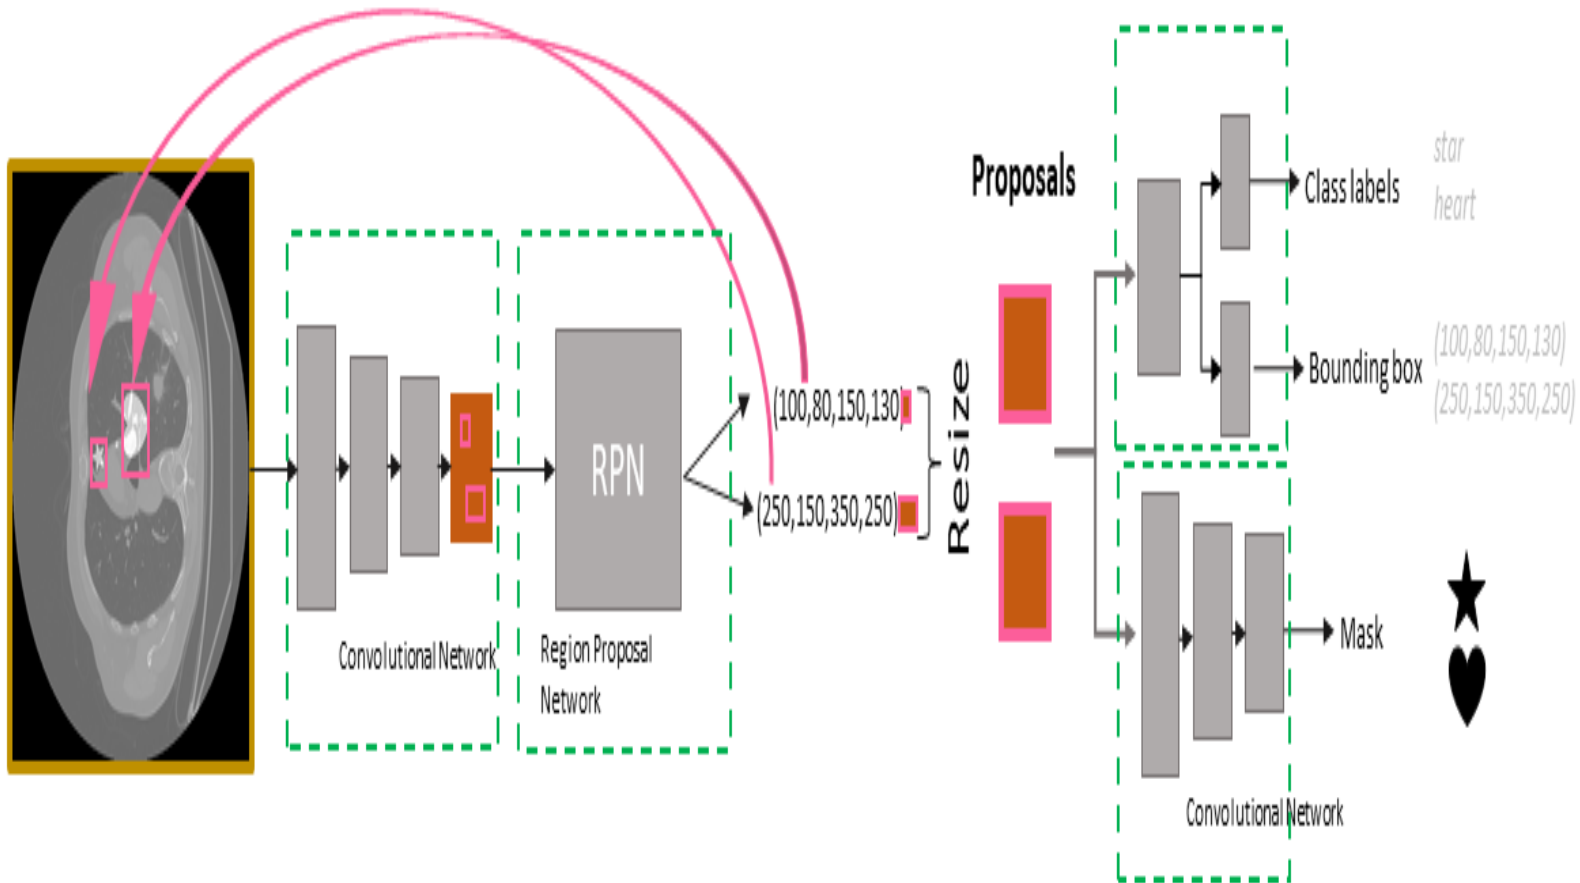 Convolutional Network
RPN
Region Proposal
Network
(100,80,150,130)
(250,150,350,250)
Resize
Proposals
Class labels
star
heart
Bounding box
(100,80,150,130)
(250,150,350,250)
Mask
Convolutional Network